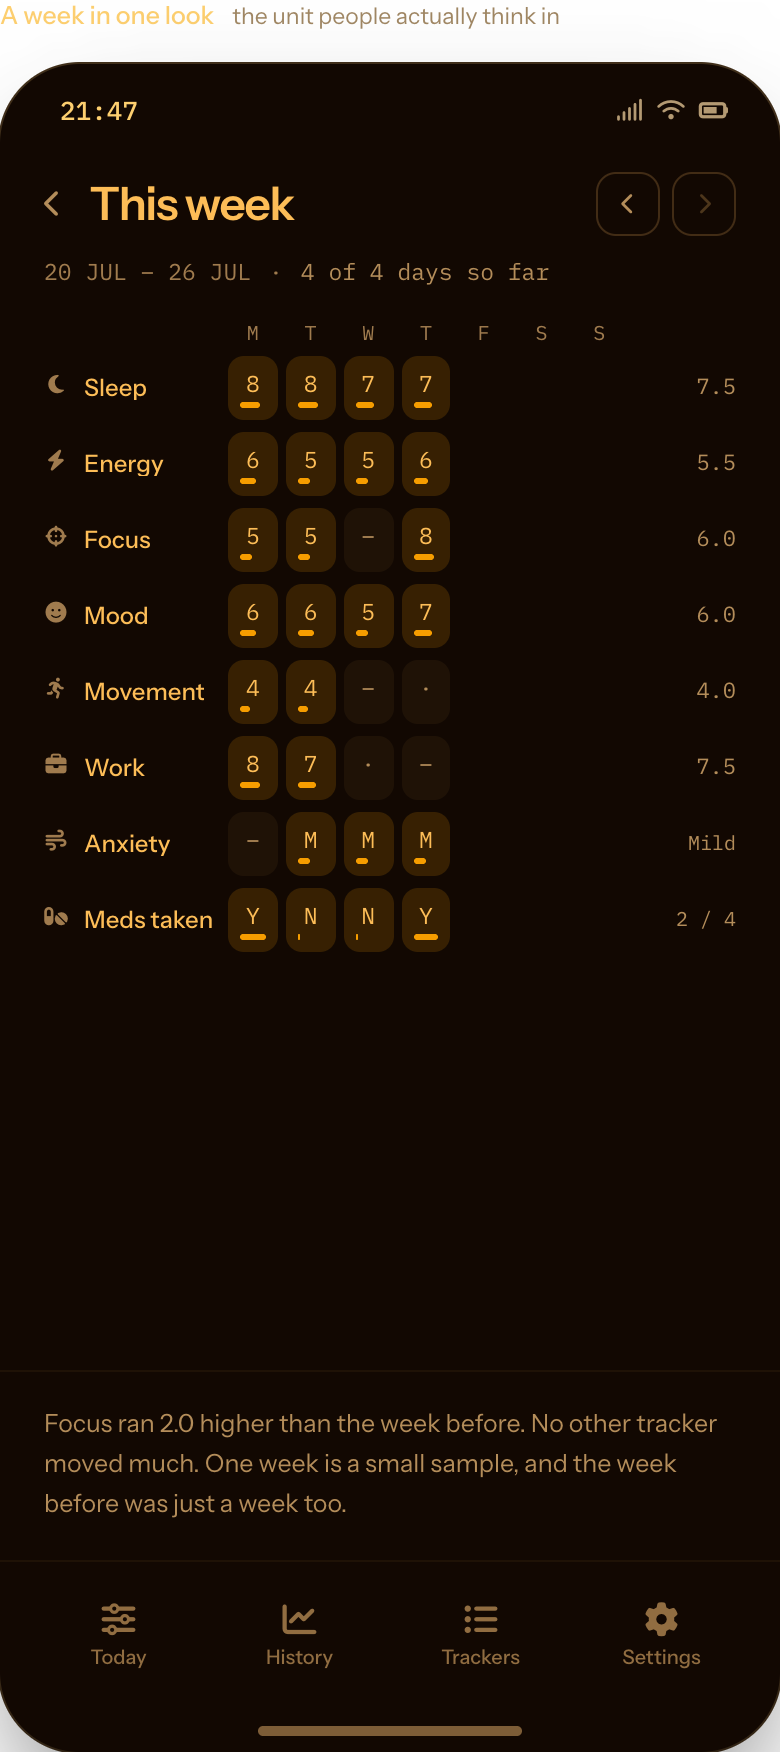 A week in one look the unit people actually think in
21:47
This week
20 JUL – 26 JUL · 4 of 4 days so far
M T W T F S S
Sleep 8 8 7 7 7.5
Energy 6 5 5 6 5.5
Focus 5 5 – 8 6.0
Mood 6 6 5 7 6.0
Movement 4 4 – · 4.0
Work 8 7 · – 7.5
Anxiety – M M M Mild
Meds taken Y N N Y 2 / 4
Focus ran 2.0 higher than the week before. No other tracker
moved much. One week is a small sample, and the week
before was just a week too.
Today History Trackers Settings